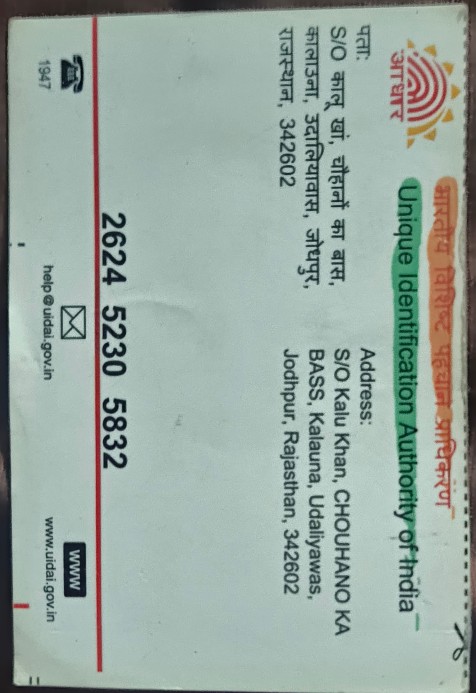 भारतीय विशिष्ट पहचान प्राधिकरण
Unique Identification Authority of India
आधार
पता:
S/O कालू खां, चौहानों का बास,
कालाउना, उदालियावास, जोधपुर,
राजस्थान, 342602
Address:
S/O Kalu Khan, CHOUHANO KA
BASS, Kalauna, Udaliyawas,
Jodhpur, Rajasthan, 342602
2624 5230 5832
1947
help@uidai.gov.in
www
www.uidai.gov.in